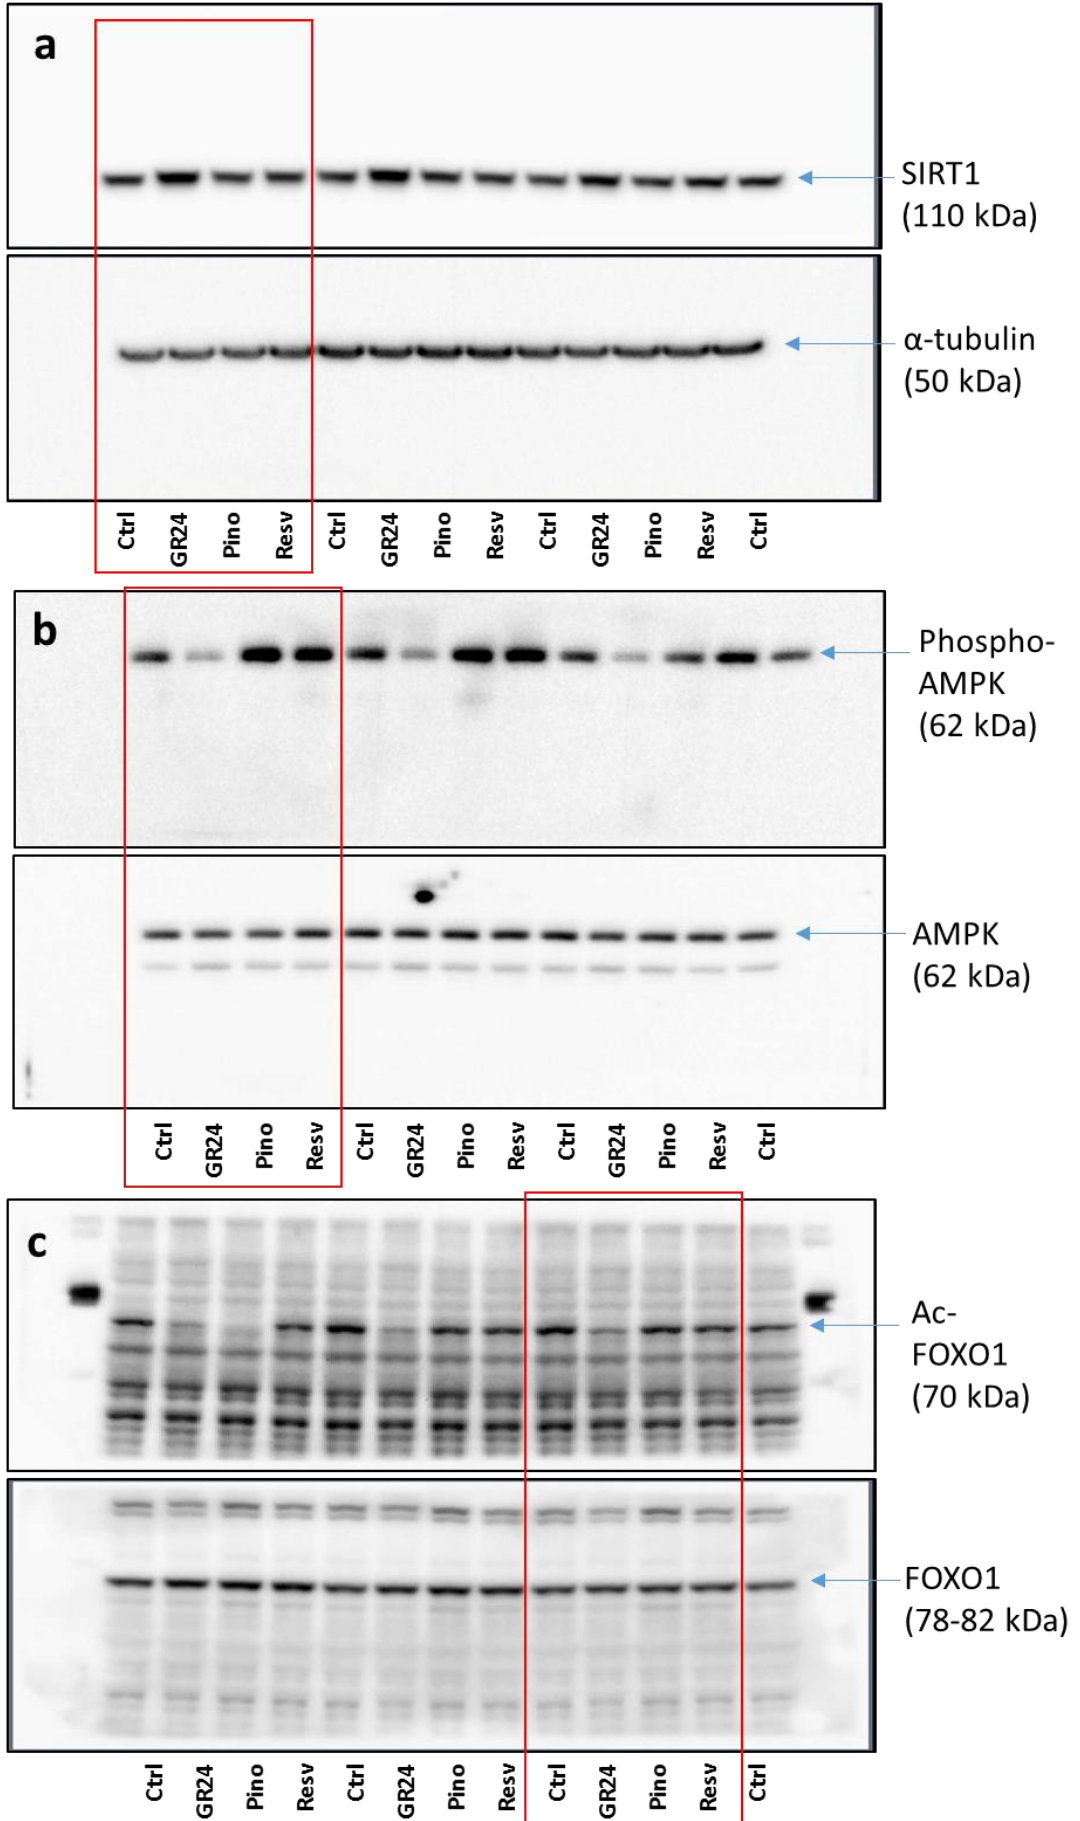 a
SIRT1
(110 kDa)
α-tubulin
(50 kDa)
Ctrl GR24 Pino Resv Ctrl GR24 Pino Resv Ctrl GR24 Pino Resv Ctrl
b
Phospho-
AMPK
(62 kDa)
AMPK
(62 kDa)
Ctrl GR24 Pino Resv Ctrl GR24 Pino Resv Ctrl GR24 Pino Resv Ctrl
c
Ac-
FOXO1
(70 kDa)
FOXO1
(78-82 kDa)
Ctrl GR24 Pino Resv Ctrl GR24 Pino Resv Ctrl GR24 Pino Resv Ctrl